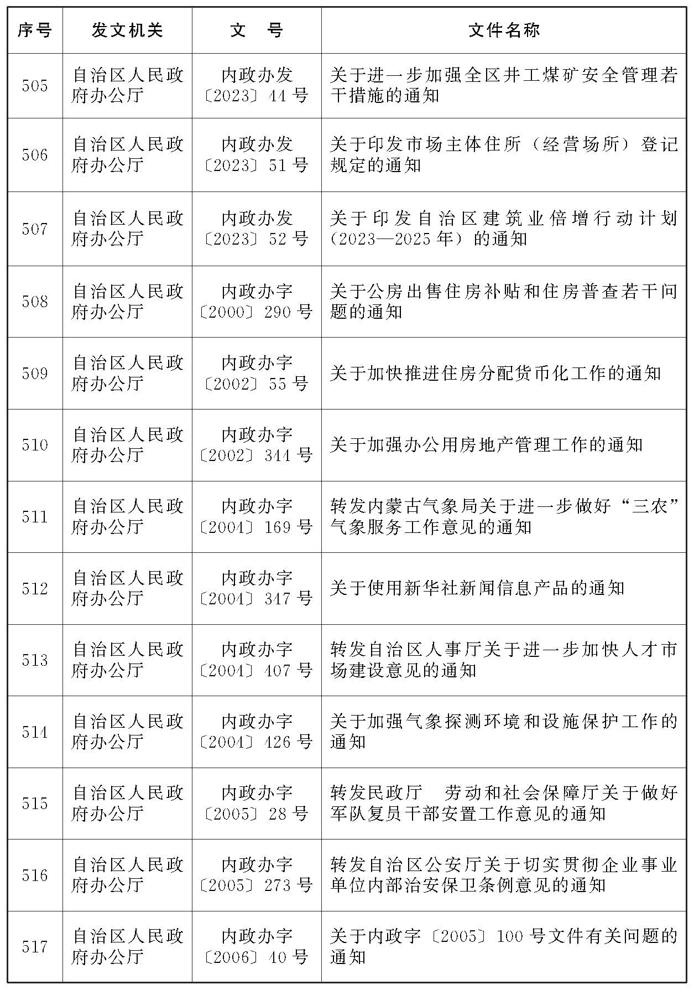 序号 发文机关 文 号 文件名称
505 自治区人民政府办公厅 内政办发〔2023〕44号 关于进一步加强全区井工煤矿安全管理若干措施的通知
506 自治区人民政府办公厅 内政办发〔2023〕51号 关于印发市场主体住所（经营场所）登记规定的通知
507 自治区人民政府办公厅 内政办发〔2023〕52号 关于印发自治区建筑业倍增行动计划（2023—2025年）的通知
508 自治区人民政府办公厅 内政办字〔2000〕290号 关于公房出售住房补贴和住房普查若干问题的通知
509 自治区人民政府办公厅 内政办字〔2002〕55号 关于加快推进住房分配货币化工作的通知
510 自治区人民政府办公厅 内政办字〔2002〕344号 关于加强办公用房地产管理工作的通知
511 自治区人民政府办公厅 内政办字〔2004〕169号 转发内蒙古气象局关于进一步做好“三农”气象服务工作意见的通知
512 自治区人民政府办公厅 内政办字〔2004〕347号 关于使用新华社新闻信息产品的通知
513 自治区人民政府办公厅 内政办字〔2004〕407号 转发自治区人事厅关于进一步加快人才市场建设意见的通知
514 自治区人民政府办公厅 内政办字〔2004〕426号 关于加强气象探测环境和设施保护工作的通知
515 自治区人民政府办公厅 内政办字〔2005〕28号 转发民政厅 劳动和社会保障厅关于做好军队复员干部安置工作意见的通知
516 自治区人民政府办公厅 内政办字〔2005〕273号 转发自治区公安厅关于切实贯彻企业事业单位内部治安保卫条例意见的通知
517 自治区人民政府办公厅 内政办字〔2006〕40号 关于内政字〔2005〕100号文件有关问题的通知